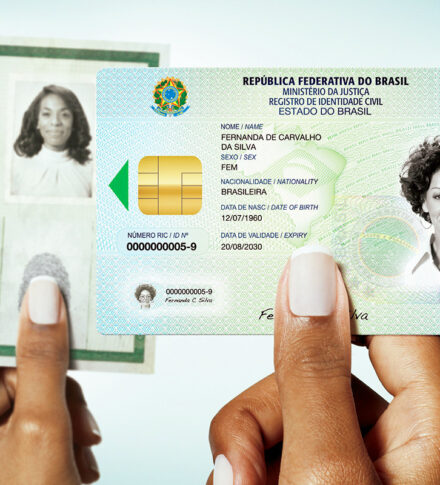 REPÚBLICA FEDERATIVA DO BRASIL
MINISTÉRIO DA JUSTIÇA
REGISTRO DE IDENTIDADE CIVIL
ESTADO DO BRASIL
NOME / NAME
FERNANDA DE CARVALHO
DA SILVA
SEXO / SEX
FEM
NACIONALIDADE / NATIONALITY
BRASILEIRA
DATA DE NASC / DATE OF BIRTH
12/07/1960
DATA DE VALIDADE / EXPIRY
20/08/2030
NÚMERO RIC / ID Nº
0000000005-9
0000000005-9
Fernanda C. Silva
Silva